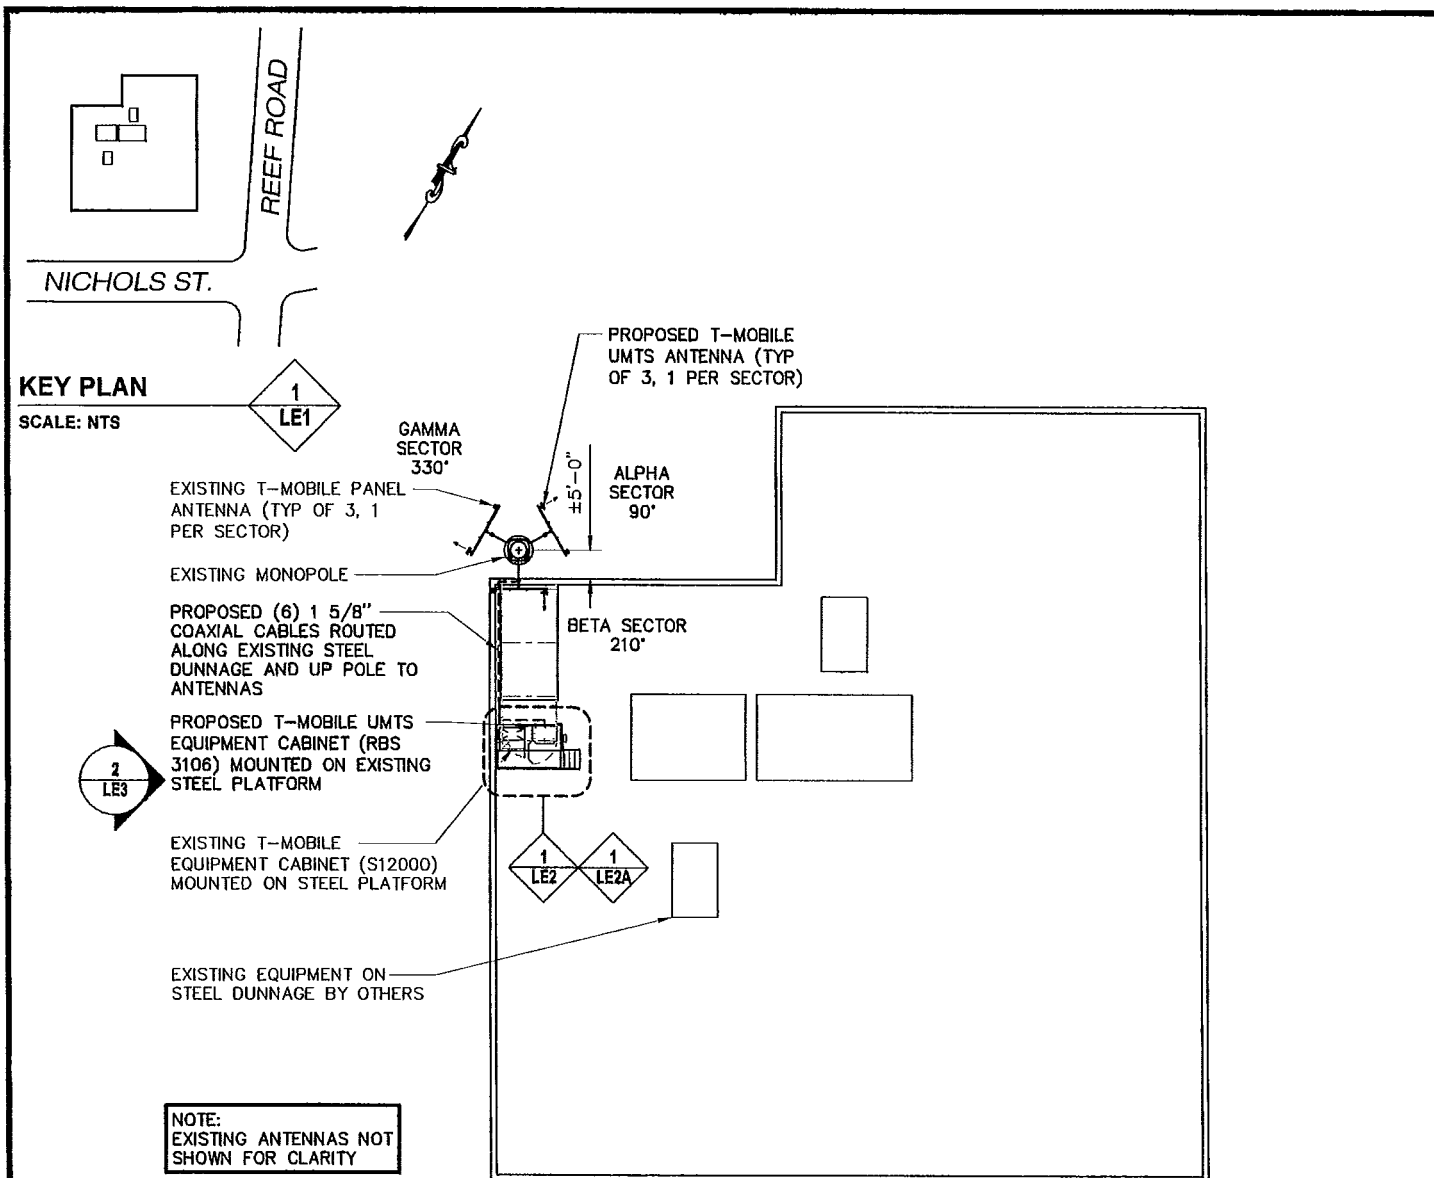 REEF ROAD
NICHOLS ST.
KEY PLAN
SCALE: NTS
1
LE1
PROPOSED T-MOBILE
UMTS ANTENNA (TYP
OF 3, 1 PER SECTOR)
GAMMA
SECTOR
330°
±5'-0"
ALPHA
SECTOR
90°
EXISTING T-MOBILE PANEL
ANTENNA (TYP OF 3, 1
PER SECTOR)
EXISTING MONOPOLE
PROPOSED (6) 1 5/8"
COAXIAL CABLES ROUTED
ALONG EXISTING STEEL
DUNNAGE AND UP POLE TO
ANTENNAS
BETA SECTOR
210°
PROPOSED T-MOBILE UMTS
EQUIPMENT CABINET (RBS
3106) MOUNTED ON EXISTING
STEEL PLATFORM
2
LE3
EXISTING T-MOBILE
EQUIPMENT CABINET (S12000)
MOUNTED ON STEEL PLATFORM
1
LE2
1
LE2A
EXISTING EQUIPMENT ON
STEEL DUNNAGE BY OTHERS
NOTE:
EXISTING ANTENNAS NOT
SHOWN FOR CLARITY